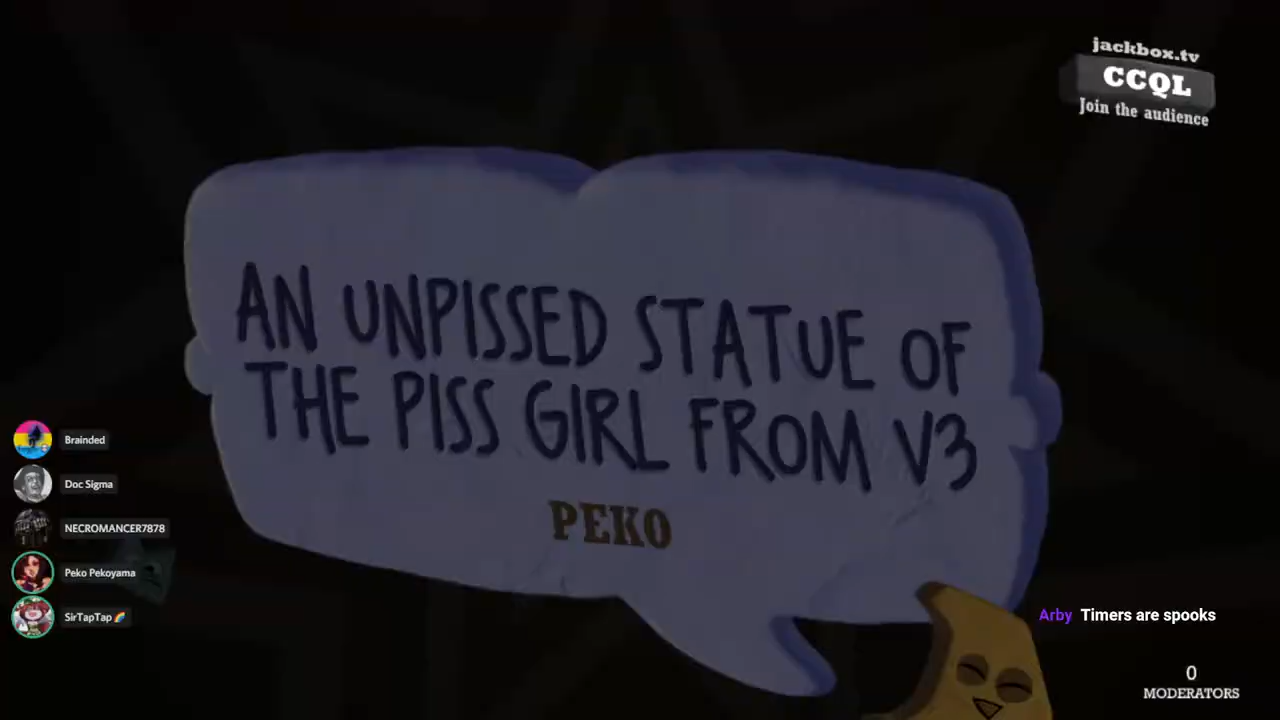 jackbox.tv
CCQL
Join the audience
AN UNPISSED STATUE OF
THE PISS GIRL FROM V3
PEKO
Brainded
Doc Sigma
NECROMANCER7878
Peko Pekoyama
SirTapTap
Arby Timers are spooks
0
MODERATORS